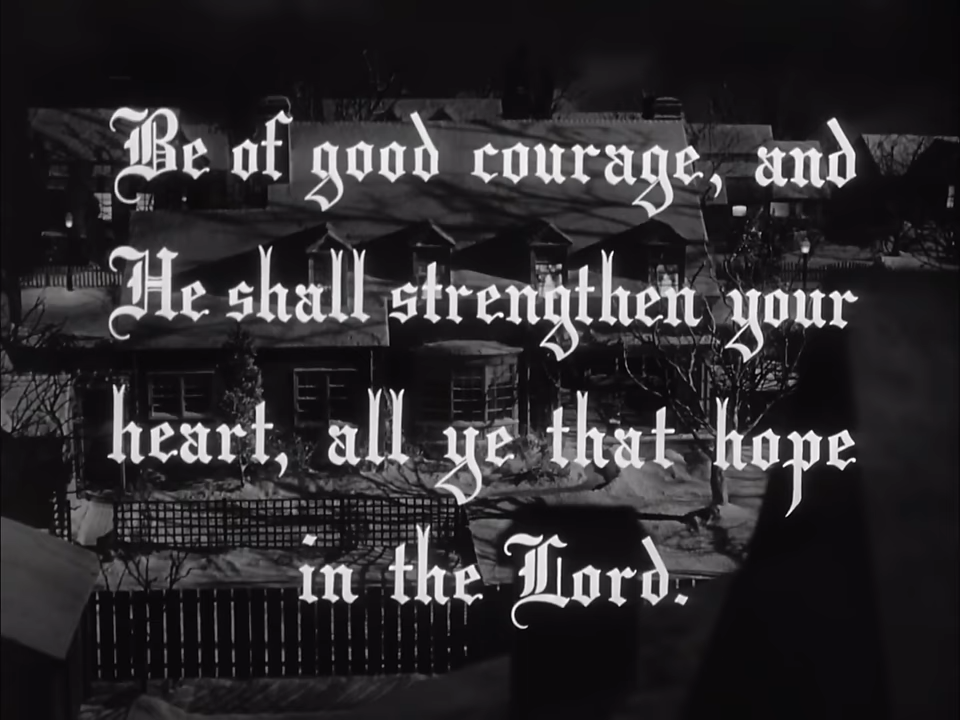 Be of good courage, and
He shall strengthen your
heart, all ye that hope
in the Lord.